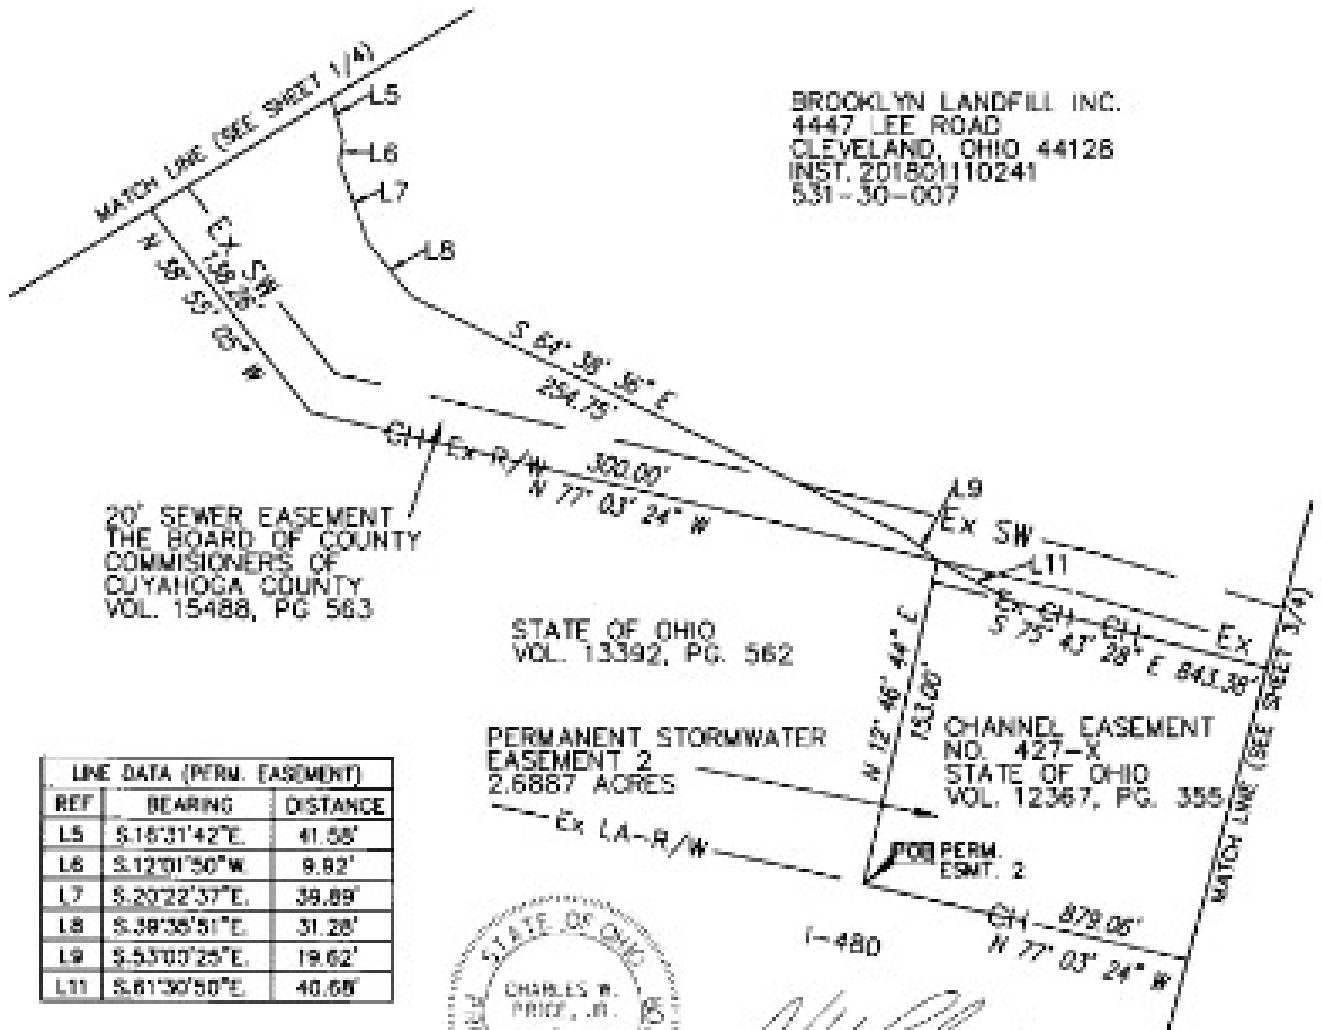 MATCH LINE (SEE SHEET 1/4)
L5
L6
L7
L8
BROOKLYN LANDFILL INC.
4447 LEE ROAD
CLEVELAND, OHIO 44128
INST. 201801110241
531-30-007
Ex SW
N 55' 05" W
S 64° 38' 36" E
254.75'
CH
Ex R/W
300.00'
N 77° 03' 24" W
L9
Ex SW
L11
20' SEWER EASEMENT
THE BOARD OF COUNTY
COMMISIONERS OF
CUYAHOGA COUNTY
VOL. 15488, PG 563
STATE OF OHIO
VOL. 13392, PG. 562
Ex CH CH Ex
S 75° 43' 28" E 843.38'
N 12° 46' 44" E
153.00'
MATCH LINE (SEE SHEET 3/4)
PERMANENT STORMWATER
EASEMENT 2
2.6887 ACRES
CHANNEL EASEMENT
NO. 427-X
STATE OF OHIO
VOL. 12367, PG. 355
Ex LA-R/W
POB PERM.
ESMT. 2
CH 879.06'
N 77° 03' 24" W
I-480
LINE DATA (PERM. EASEMENT)
REF BEARING DISTANCE
L5 S.16°31'42"E. 41.58'
L6 S.12°01'50"W. 9.92'
L7 S.20°22'37"E. 39.89'
L8 S.39°35'51"E. 31.28'
L9 S.53°03'25"E. 19.62'
L11 S.61°30'50"E. 40.68'
STATE OF OHIO
CHARLES W.
PRICE, JR.